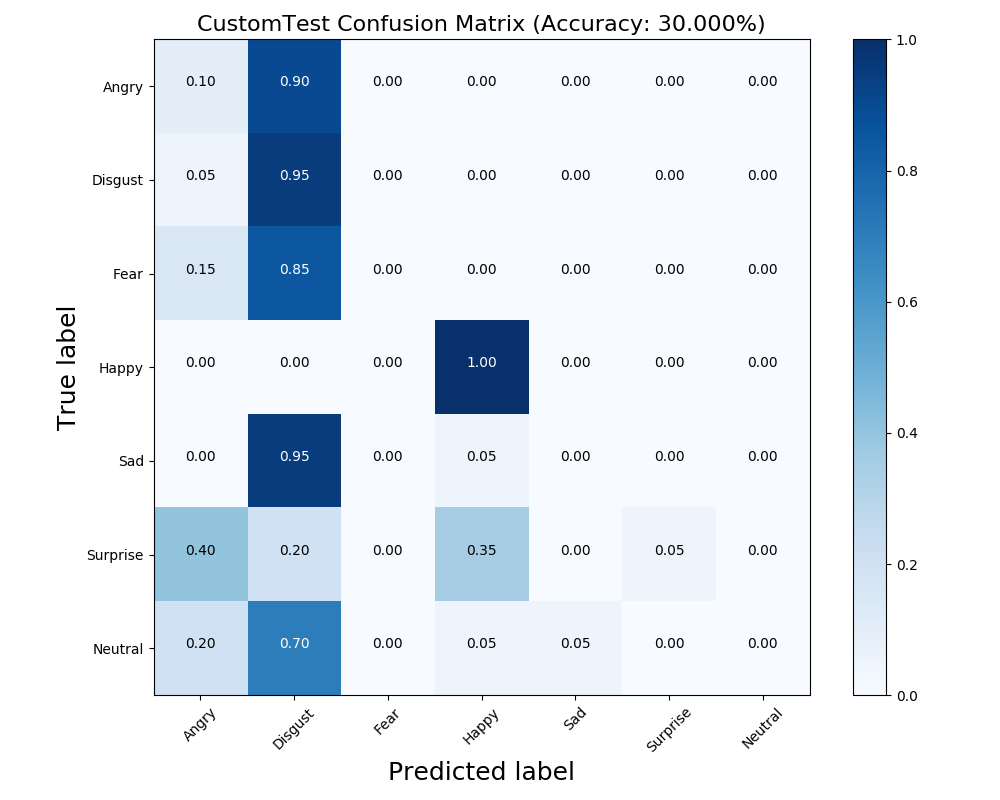 CustomTest Confusion Matrix (Accuracy: 30.000%)
True label
Angry 0.10 0.90 0.00 0.00 0.00 0.00 0.00
Disgust 0.05 0.95 0.00 0.00 0.00 0.00 0.00
Fear 0.15 0.85 0.00 0.00 0.00 0.00 0.00
Happy 0.00 0.00 0.00 1.00 0.00 0.00 0.00
Sad 0.00 0.95 0.00 0.05 0.00 0.00 0.00
Surprise 0.40 0.20 0.00 0.35 0.00 0.05 0.00
Neutral 0.20 0.70 0.00 0.05 0.05 0.00 0.00
Angry Disgust Fear Happy Sad Surprise Neutral
Predicted label
1.0
0.8
0.6
0.4
0.2
0.0